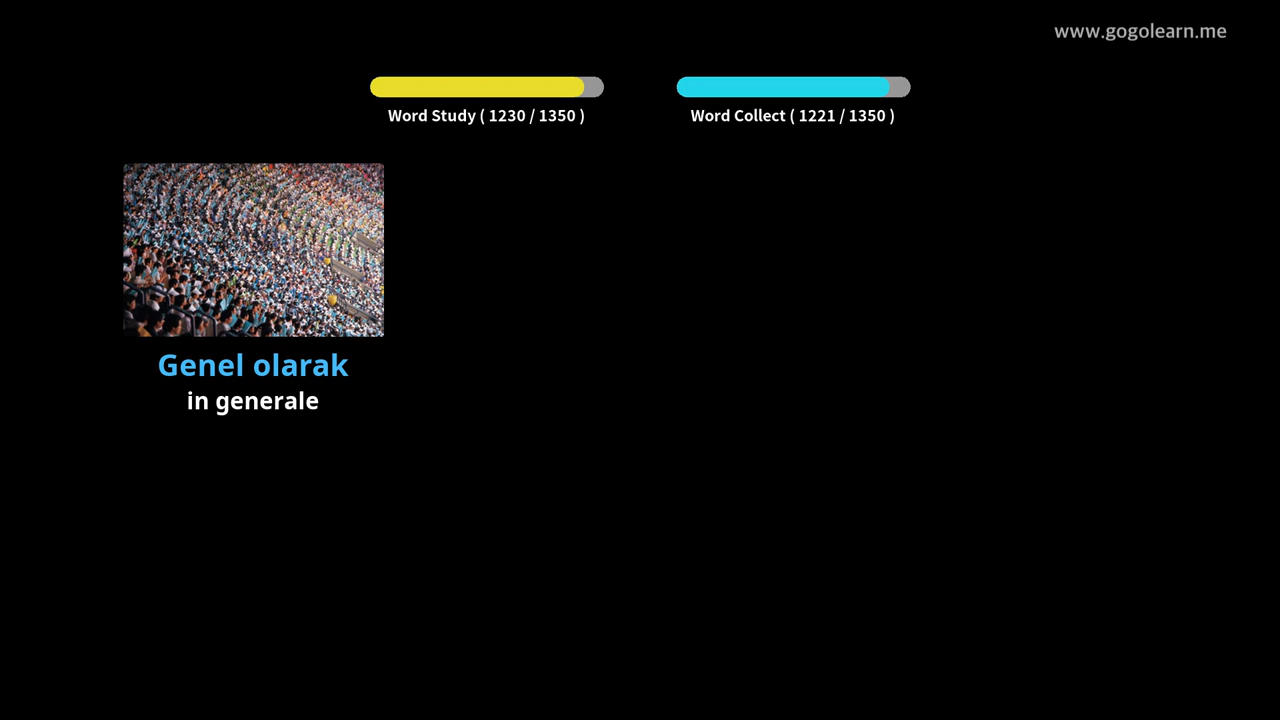 www.gogolearn.me
Word Study ( 1230 / 1350 )
Word Collect ( 1221 / 1350 )
Genel olarak
in generale